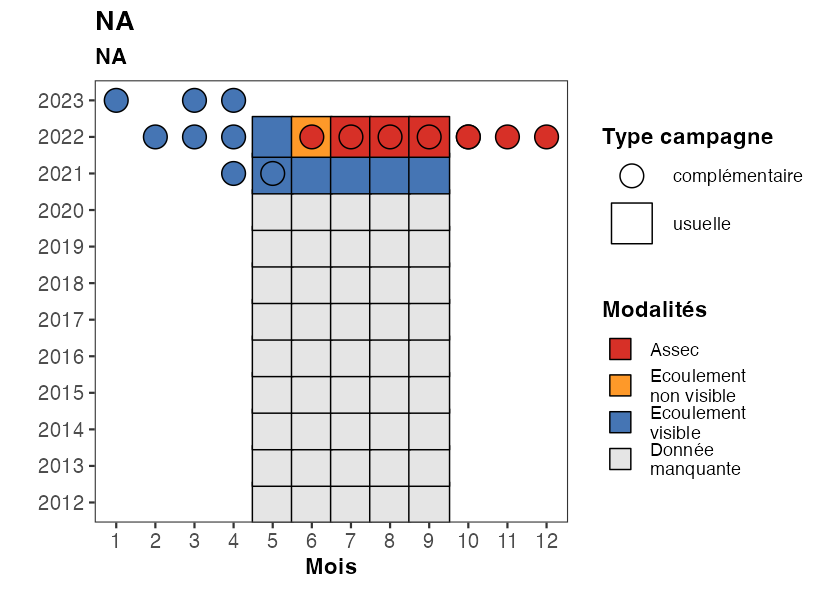 NA
NA
2023
2022
2021
2020
2019
2018
2017
2016
2015
2014
2013
2012
1 2 3 4 5 6 7 8 9 10 11 12
Mois
Type campagne
complémentaire
usuelle
Modalités
Assec
Ecoulement
non visible
Ecoulement
visible
Donnée
manquante